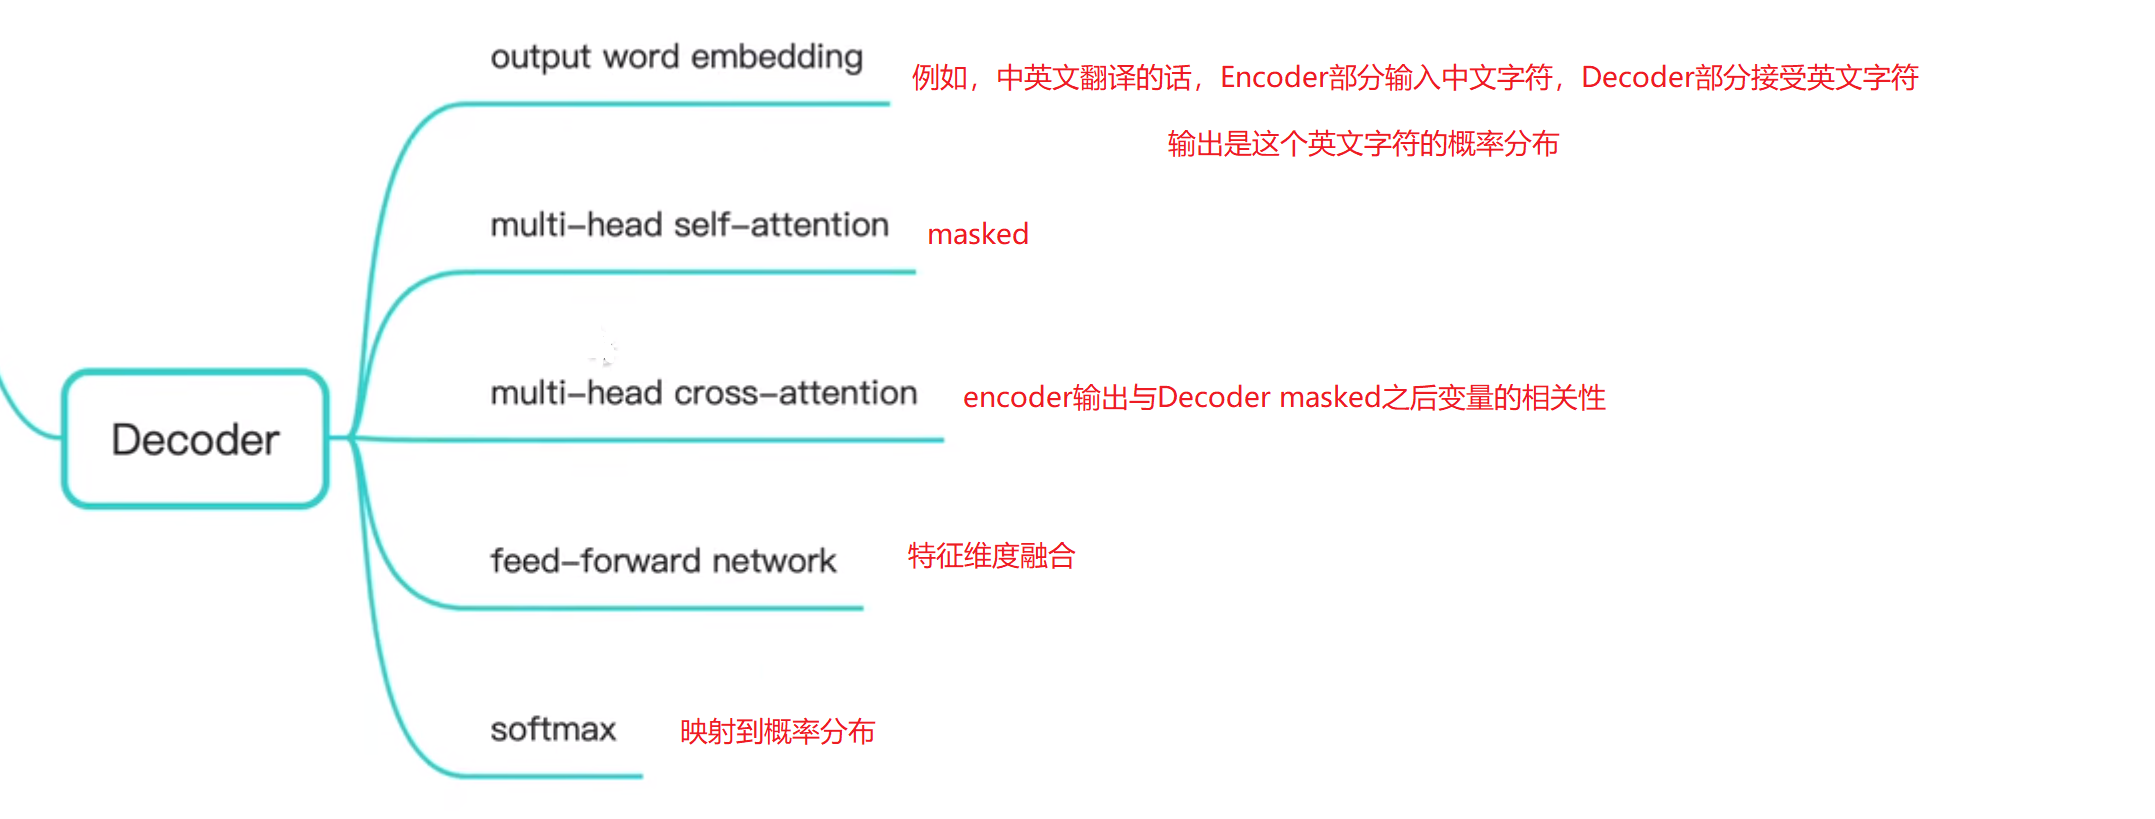 output word embedding
例如，中英文翻译的话，Encoder部分输入中文字符，Decoder部分接受英文字符
输出是这个英文字符的概率分布
multi-head self-attention
masked
multi-head cross-attention
encoder输出与Decoder masked之后变量的相关性
Decoder
feed-forward network
特征维度融合
softmax
映射到概率分布